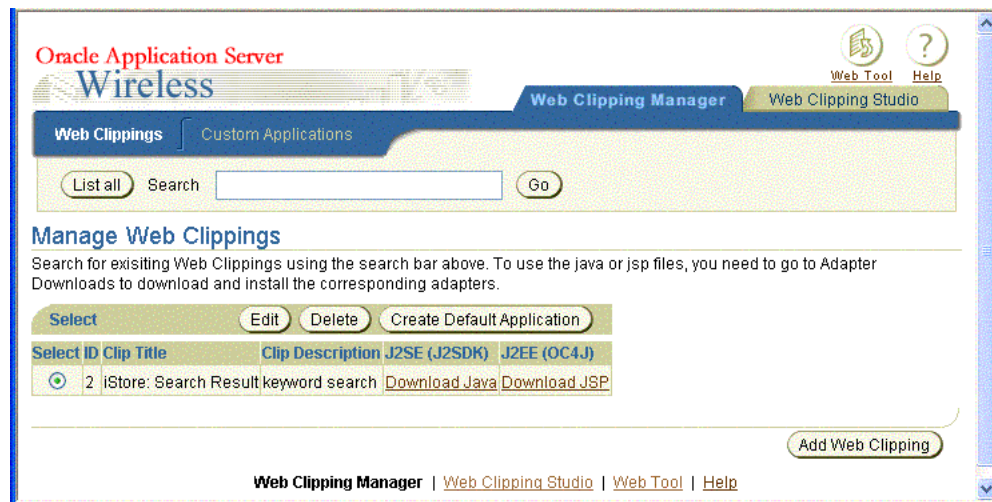 Oracle Application Server
Wireless
Web Tool
Help
Web Clipping Manager
Web Clipping Studio
Web Clippings
Custom Applications
List all
Search
Go
Manage Web Clippings
Search for exisiting Web Clippings using the search bar above. To use the java or jsp files, you need to go to Adapter
Downloads to download and install the corresponding adapters.
Select
Edit
Delete
Create Default Application
Select ID Clip Title Clip Description J2SE (J2SDK) J2EE (OC4J)
2 iStore: Search Result keyword search Download Java Download JSP
Add Web Clipping
Web Clipping Manager | Web Clipping Studio | Web Tool | Help